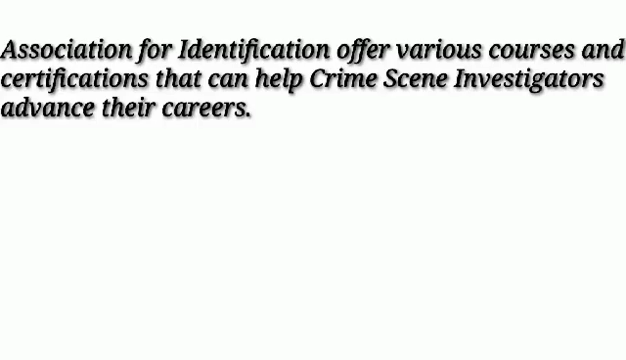 Association for Identification offer various courses and
certifications that can help Crime Scene Investigators
advance their careers.